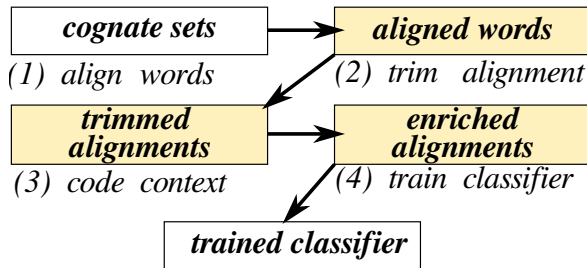 cognate sets
aligned words
(1) align words
(2) trim alignment
trimmed
alignments
enriched
alignments
(3) code context
(4) train classifier
trained classifier